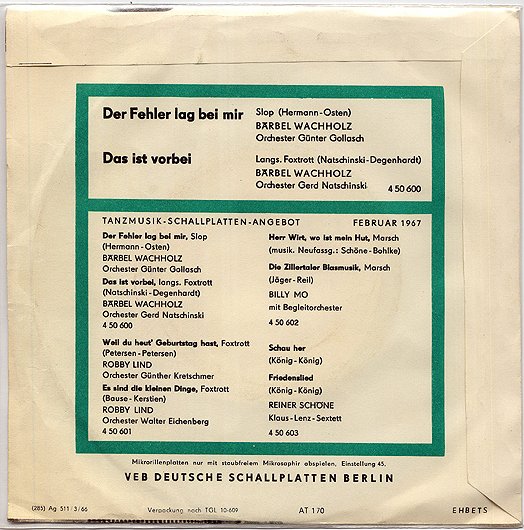 Der Fehler lag bei mir Slop (Hermann-Osten)
BÄRBEL WACHHOLZ
Orchester Günter Gollasch
Das ist vorbei Langs. Foxtrott (Natschinski-Degenhardt)
BÄRBEL WACHHOLZ
Orchester Gerd Natschinski 4 50 600
TANZMUSIK-SCHALLPLATTEN-ANGEBOT FEBRUAR 1967
Der Fehler lag bei mir, Slop
(Hermann-Osten)
BÄRBEL WACHHOLZ
Orchester Günter Gollasch
Das ist vorbei, langs. Foxtrott
(Natschinski-Degenhardt)
BÄRBEL WACHHOLZ
Orchester Gerd Natschinski
4 50 600
Weil du heut' Geburtstag hast, Foxtrott
(Petersen-Petersen)
ROBBY LIND
Orchester Günther Kretschmer
Es sind die kleinen Dinge, Foxtrott
(Bause-Kerstien)
ROBBY LIND
Orchester Walter Eichenberg
4 50 601
Herr Wirt, wo ist mein Hut, Marsch
(musik. Neufassg.: Schöne-Bohlke)
Die Zillertaler Blasmusik, Marsch
(Jäger-Reil)
BILLY MO
mit Begleitorchester
4 50 602
Schau her
(König-König)
Friedenslied
(König-König)
REINER SCHÖNE
Klaus-Lenz-Sextett
4 50 603
Mikrorillenplatten nur mit staubfreiem Mikrosaphir abspielen, Einstellung 45.
VEB DEUTSCHE SCHALLPLATTEN BERLIN
(285) Ag 511/3/66 Verpackung nach TGL 10-609 AT 170 EHBETS